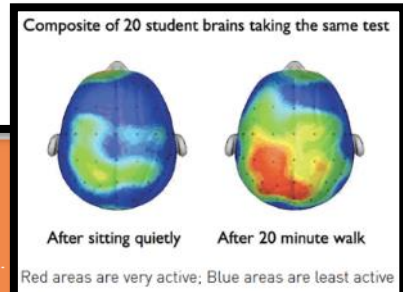 Composite of 20 student brains taking the same test
After sitting quietly
After 20 minute walk
Red areas are very active; Blue areas are least active